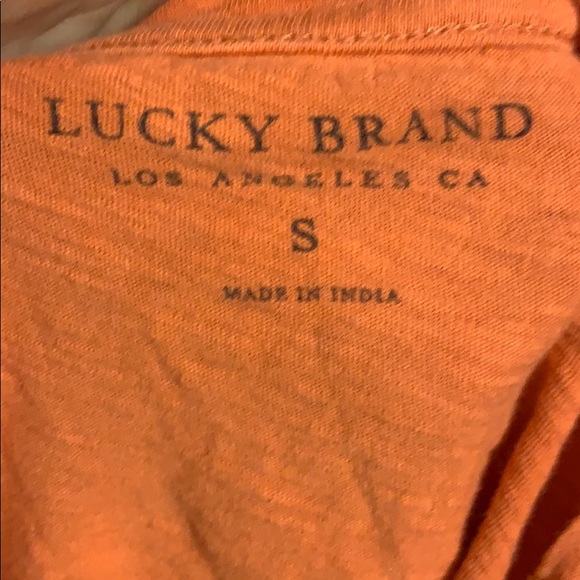 LUCKY BRAND
LOS ANGELES CA
S
MADE IN INDIA